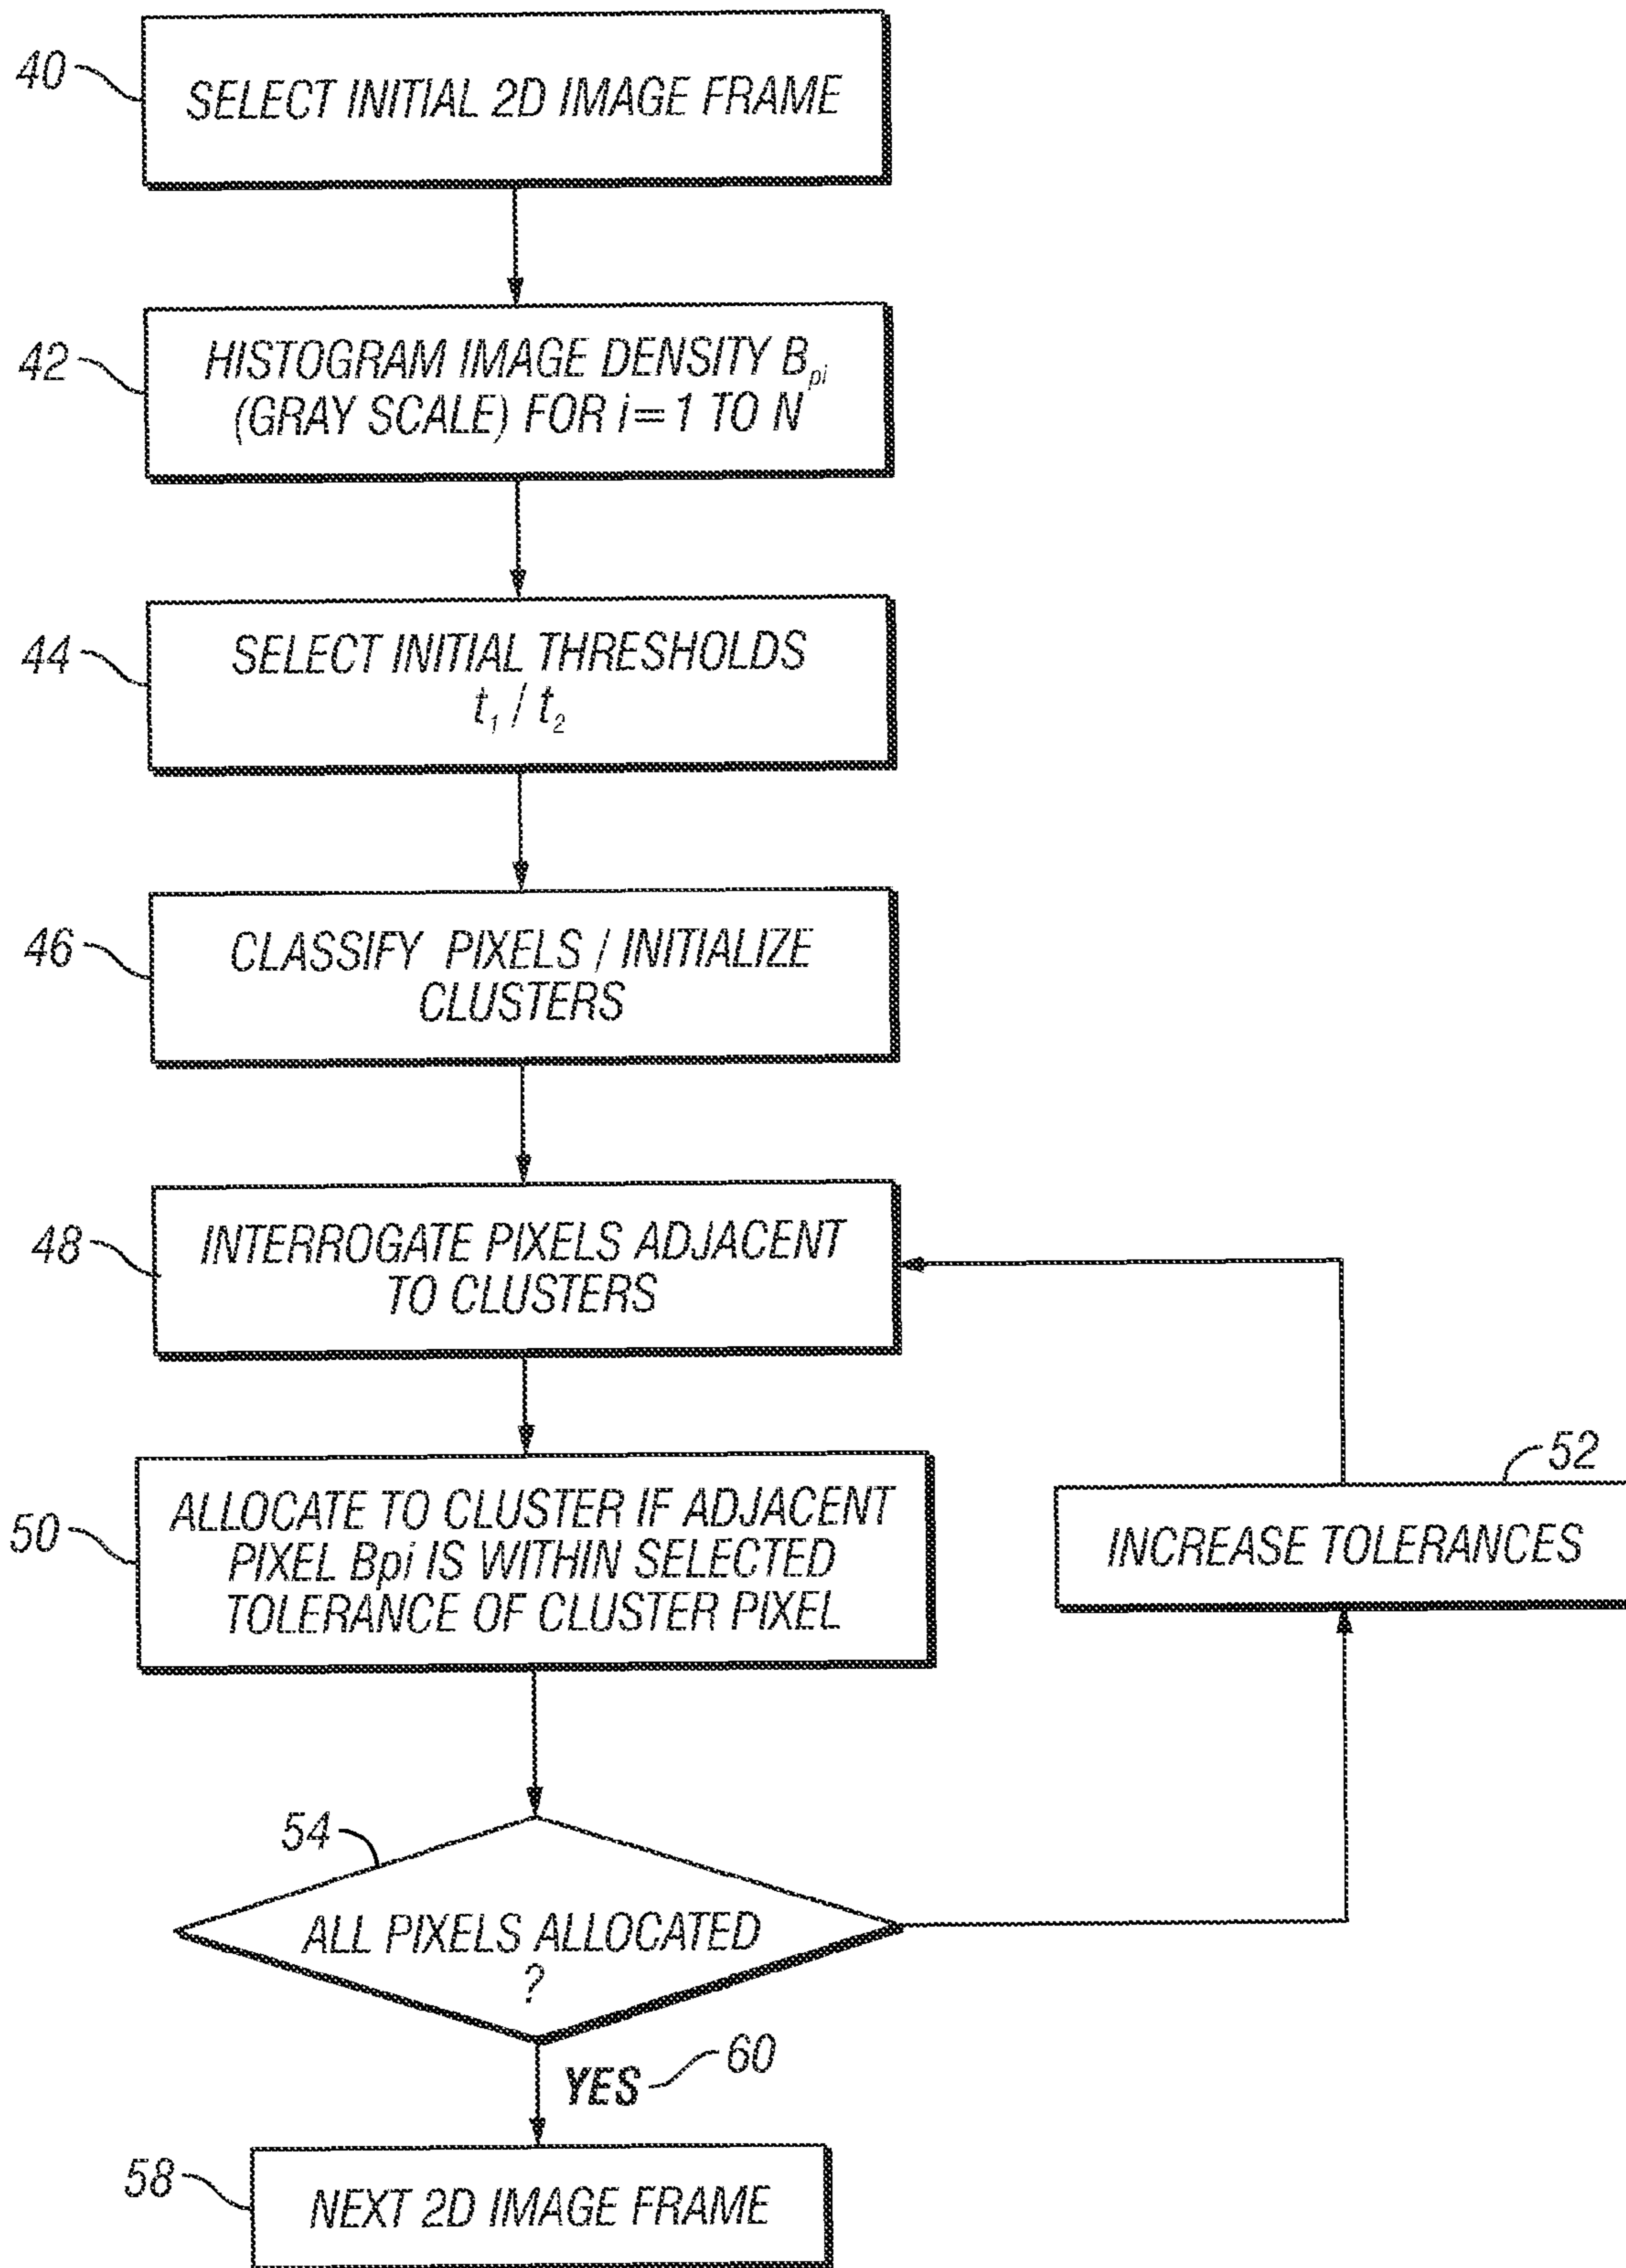 40
SELECT INITIAL 2D IMAGE FRAME
42
HISTOGRAM IMAGE DENSITY Bpi
(GRAY SCALE) FOR i=1 TO N
44
SELECT INITIAL THRESHOLDS
t1 / t2
46
CLASSIFY PIXELS / INITIALIZE
CLUSTERS
48
INTERROGATE PIXELS ADJACENT
TO CLUSTERS
50
ALLOCATE TO CLUSTER IF ADJACENT
PIXEL Bpi IS WITHIN SELECTED
TOLERANCE OF CLUSTER PIXEL
52
INCREASE TOLERANCES
54
ALL PIXELS ALLOCATED
?
YES
60
58
NEXT 2D IMAGE FRAME